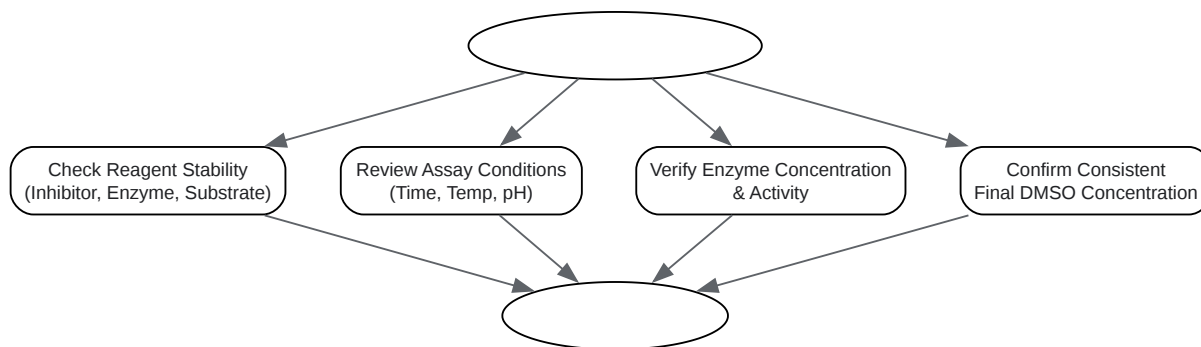 Check Reagent Stability
(Inhibitor, Enzyme, Substrate)
Review Assay Conditions
(Time, Temp, pH)
Verify Enzyme Concentration
& Activity
Confirm Consistent
Final DMSO Concentration